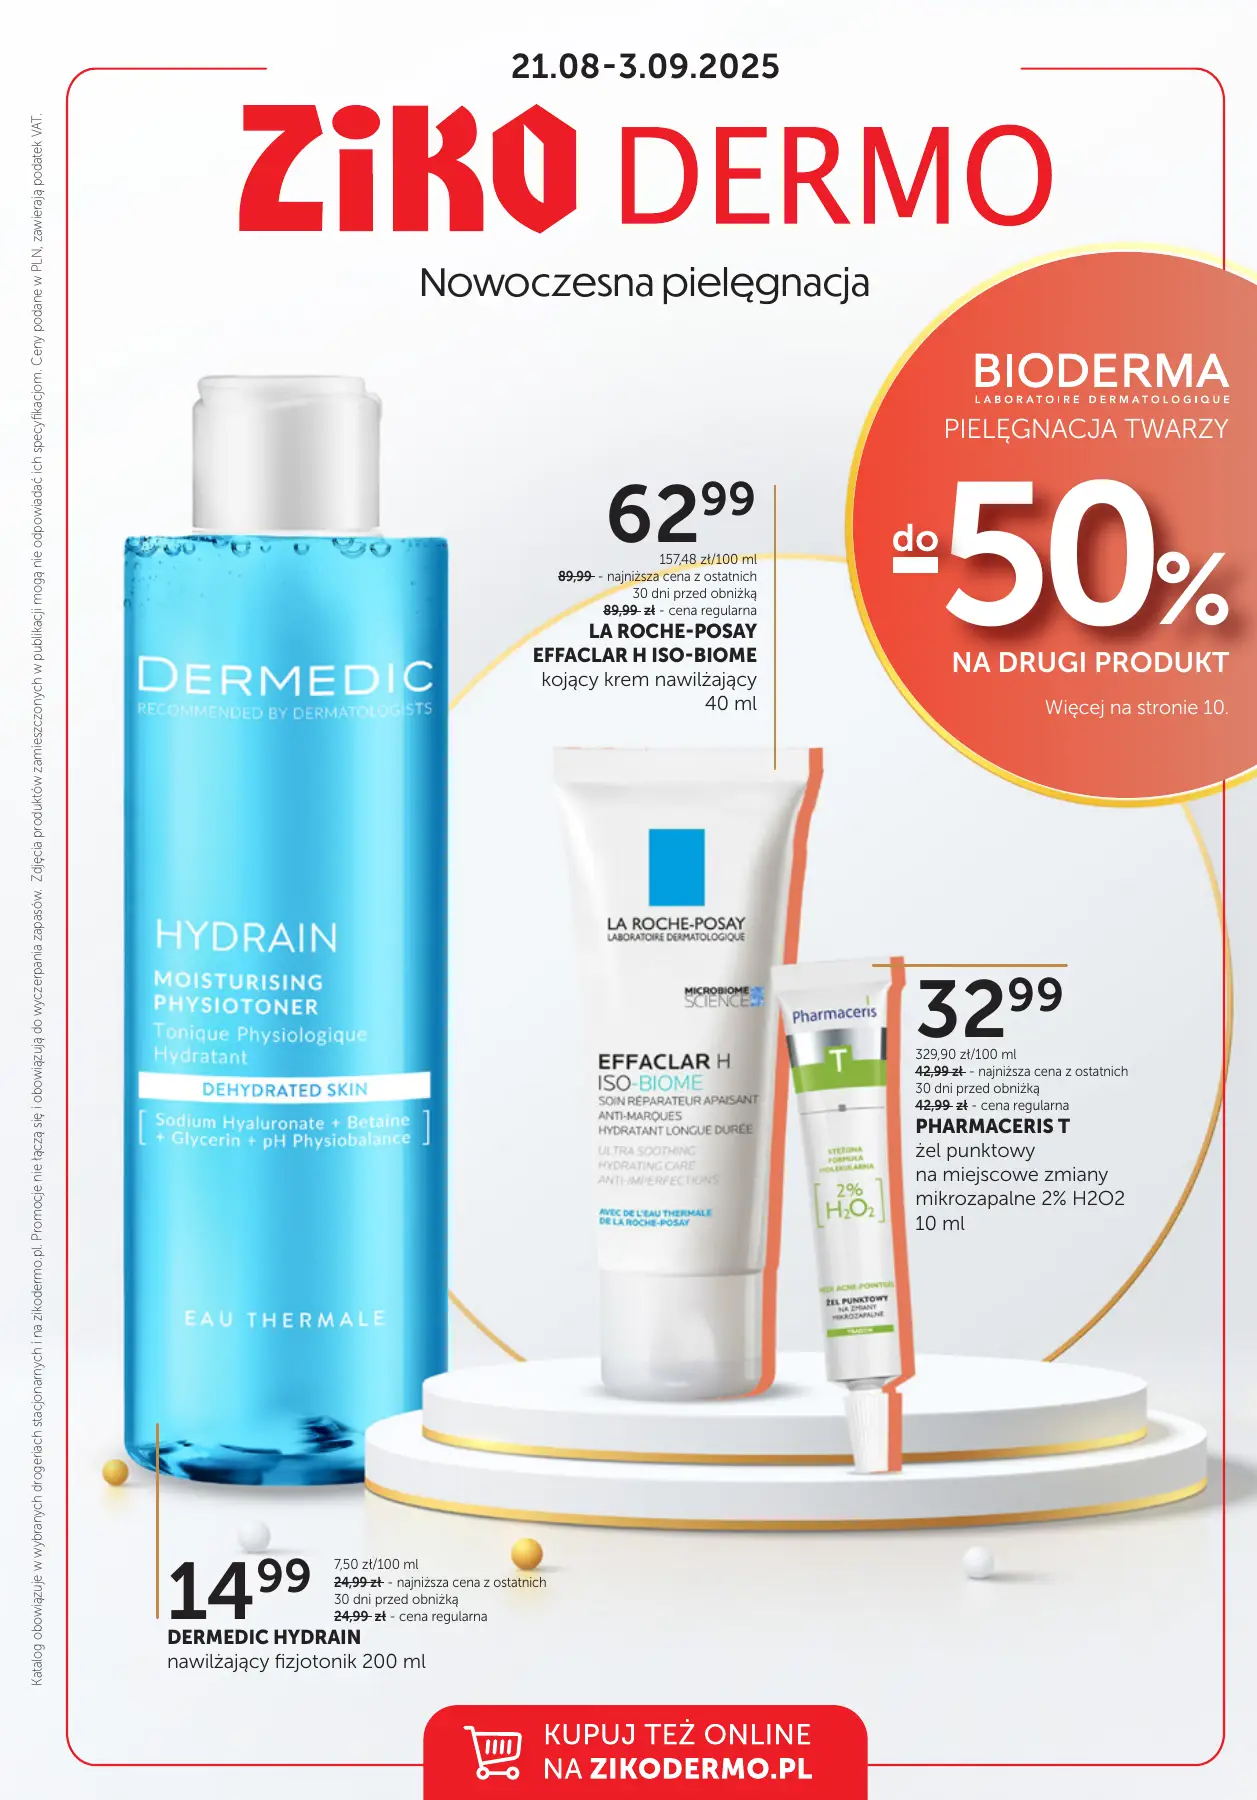 21.08-3.09.2025
ZiKO DERMO
Nowoczesna pielęgnacja
BIODERMA
LABORATOIRE DERMATOLOGIQUE
PIELĘGNACJA TWARZY
do -50%
NA DRUGI PRODUKT
Więcej na stronie 10.
62,99
157,48 zł/100 ml
89,99 - najniższa cena z ostatnich
30 dni przed obniżką
89,99 zł - cena regularna
LA ROCHE-POSAY
EFFACLAR H ISO-BIOME
kojący krem nawilżający
40 ml
DERMEDIC
RECOMMENDED BY DERMATOLOGISTS
HYDRAIN
MOISTURISING
PHYSIOTONER
Tonique Physiologique
Hydratant
DEHYDRATED SKIN
[ Sodium Hyaluronate + Betaine
+ Glycerin + pH Physiobalance ]
EAU THERMALE
LA ROCHE-POSAY
LABORATOIRE DERMATOLOGIQUE
MICROBIOME
SCIENCE
EFFACLAR H
ISO-BIOME
SOIN RÉPARATEUR APAISANT
ANTI-MARQUES
HYDRATANT LONGUE DURÉE
ULTRA SOOTHING
HYDRATING CARE
ANTI-IMPERFECTIONS
AVEC DE L'EAU THERMALE
DE LA ROCHE-POSAY
Pharmaceris
T
STĘŻONA
FORMUŁA
MOLEKULARNA
[ 2%
H2O2 ]
ACNE-POINTGEL
ŻEL PUNKTOWY
NA ZMIANY
MIKROZAPALNE
32,99
329,90 zł/100 ml
42,99 zł - najniższa cena z ostatnich
30 dni przed obniżką
42,99 zł - cena regularna
PHARMACERIS T
żel punktowy
na miejscowe zmiany
mikrozapalne 2% H2O2
10 ml
14,99
7,50 zł/100 ml
24,99 zł - najniższa cena z ostatnich
30 dni przed obniżką
24,99 zł - cena regularna
DERMEDIC HYDRAIN
nawilżający fizjotonik 200 ml
KUPUJ TEŻ ONLINE
NA ZIKODERMO.PL
Katalog obowiązuje w wybranych drogeriach stacjonarnych i na zikodermo.pl. Promocje nie łączą się i obowiązują do wyczerpania zapasów. Zdjęcia produktów zamieszczonych w publikacji mogą nie odpowiadać ich specyfikacjom. Ceny podane w PLN, zawierają podatek VAT.